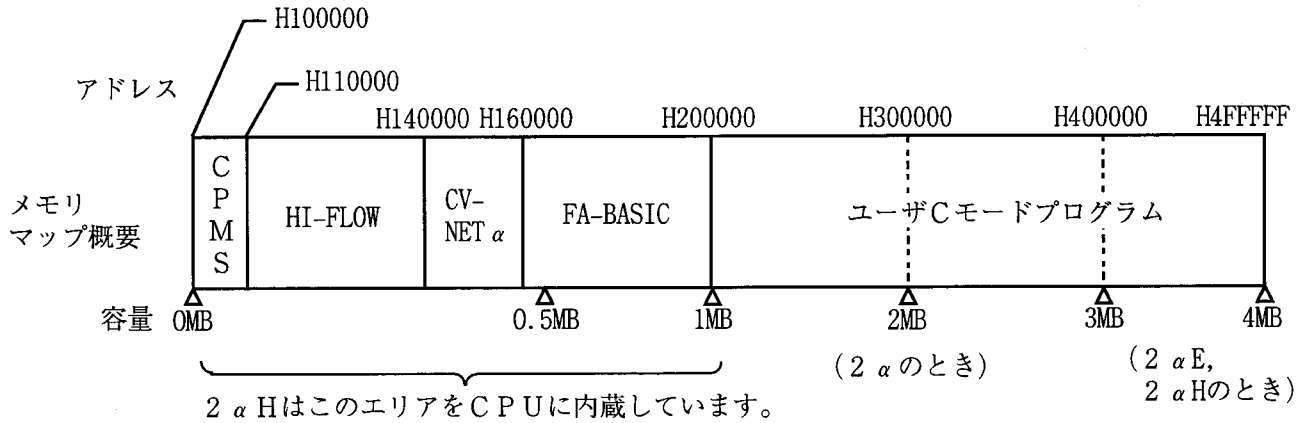 H100000
アドレス
H110000
H140000 H160000 H200000 H300000 H400000 H4FFFFF
メモリ
マップ概要
CPMS
HI-FLOW
CV-
NET α
FA-BASIC
ユーザCモードプログラム
容量 0MB 0.5MB 1MB 2MB 3MB 4MB
(2 αのとき)
(2 αE,
2 αHのとき)
2 αHはこのエリアをCPUに内蔵しています。